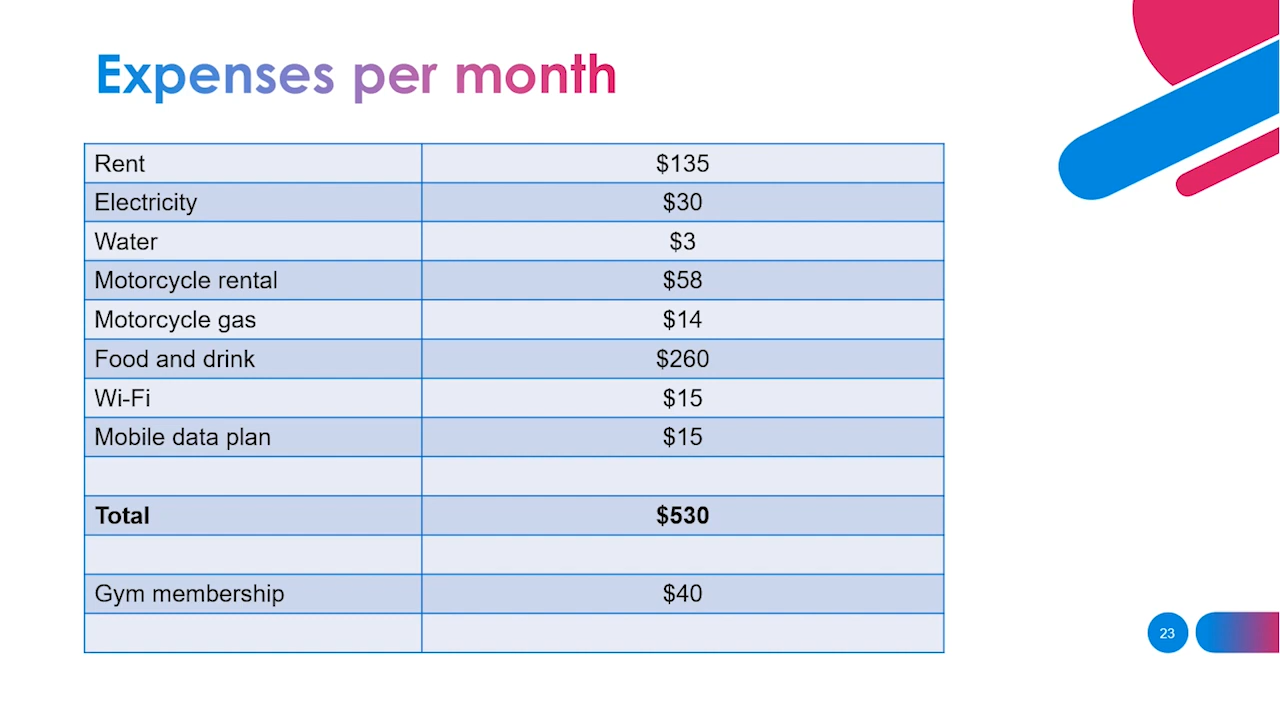 Expenses per month
Rent $135
Electricity $30
Water $3
Motorcycle rental $58
Motorcycle gas $14
Food and drink $260
Wi-Fi $15
Mobile data plan $15
Total $530
Gym membership $40
23